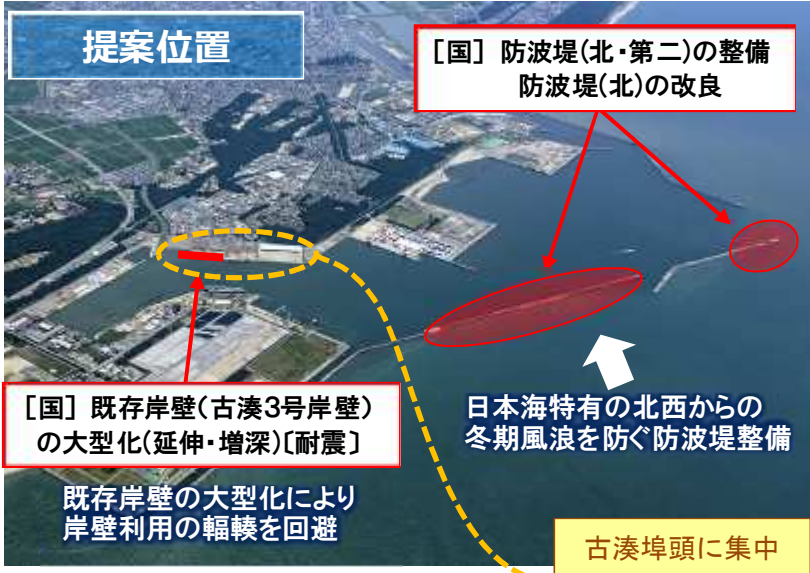 提案位置
［国］ 防波堤(北・第二)の整備
防波堤(北)の改良
［国］ 既存岸壁(古湊3号岸壁)
の大型化(延伸・増深)〔耐震〕
日本海特有の北西からの
冬期風浪を防ぐ防波堤整備
既存岸壁の大型化により
岸壁利用の輻輳を回避
古湊埠頭に集中